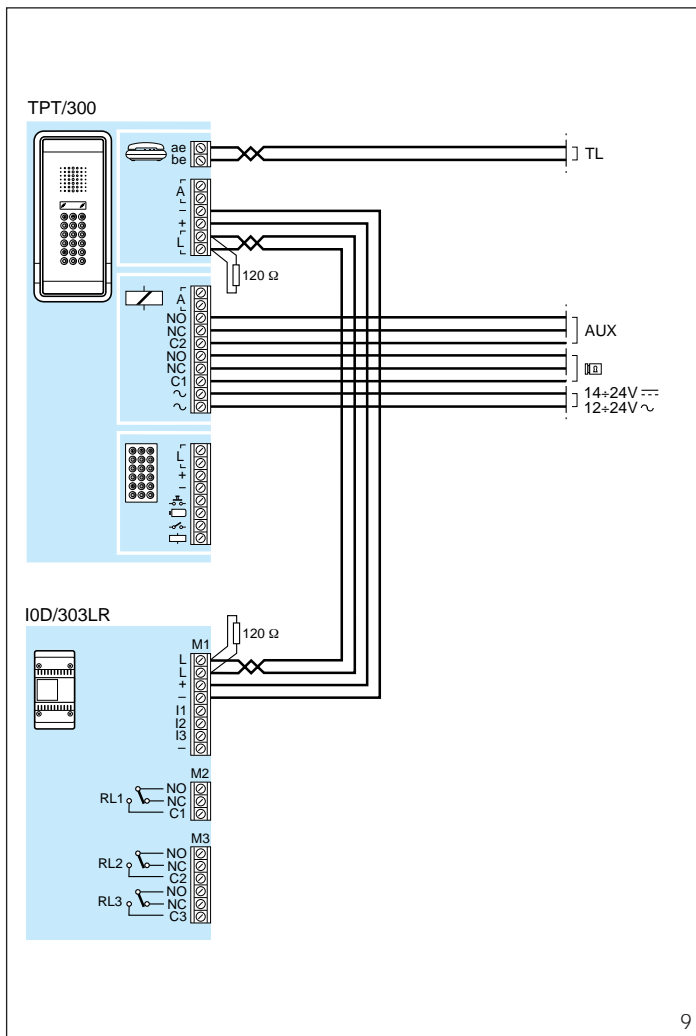 TPT/300
ae
be
TL
A
–
+
L
120 Ω
A
NO
NC
C2
AUX
NO
NC
C1
∼ 14÷24V
∼ 12÷24V ∼
L
+
–
I0D/303LR
120 Ω
M1
L
L
+
–
I1
I2
I3
–
M2
NO
RL1 NC
C1
M3
NO
RL2 NC
C2
NO
RL3 NC
C3
9